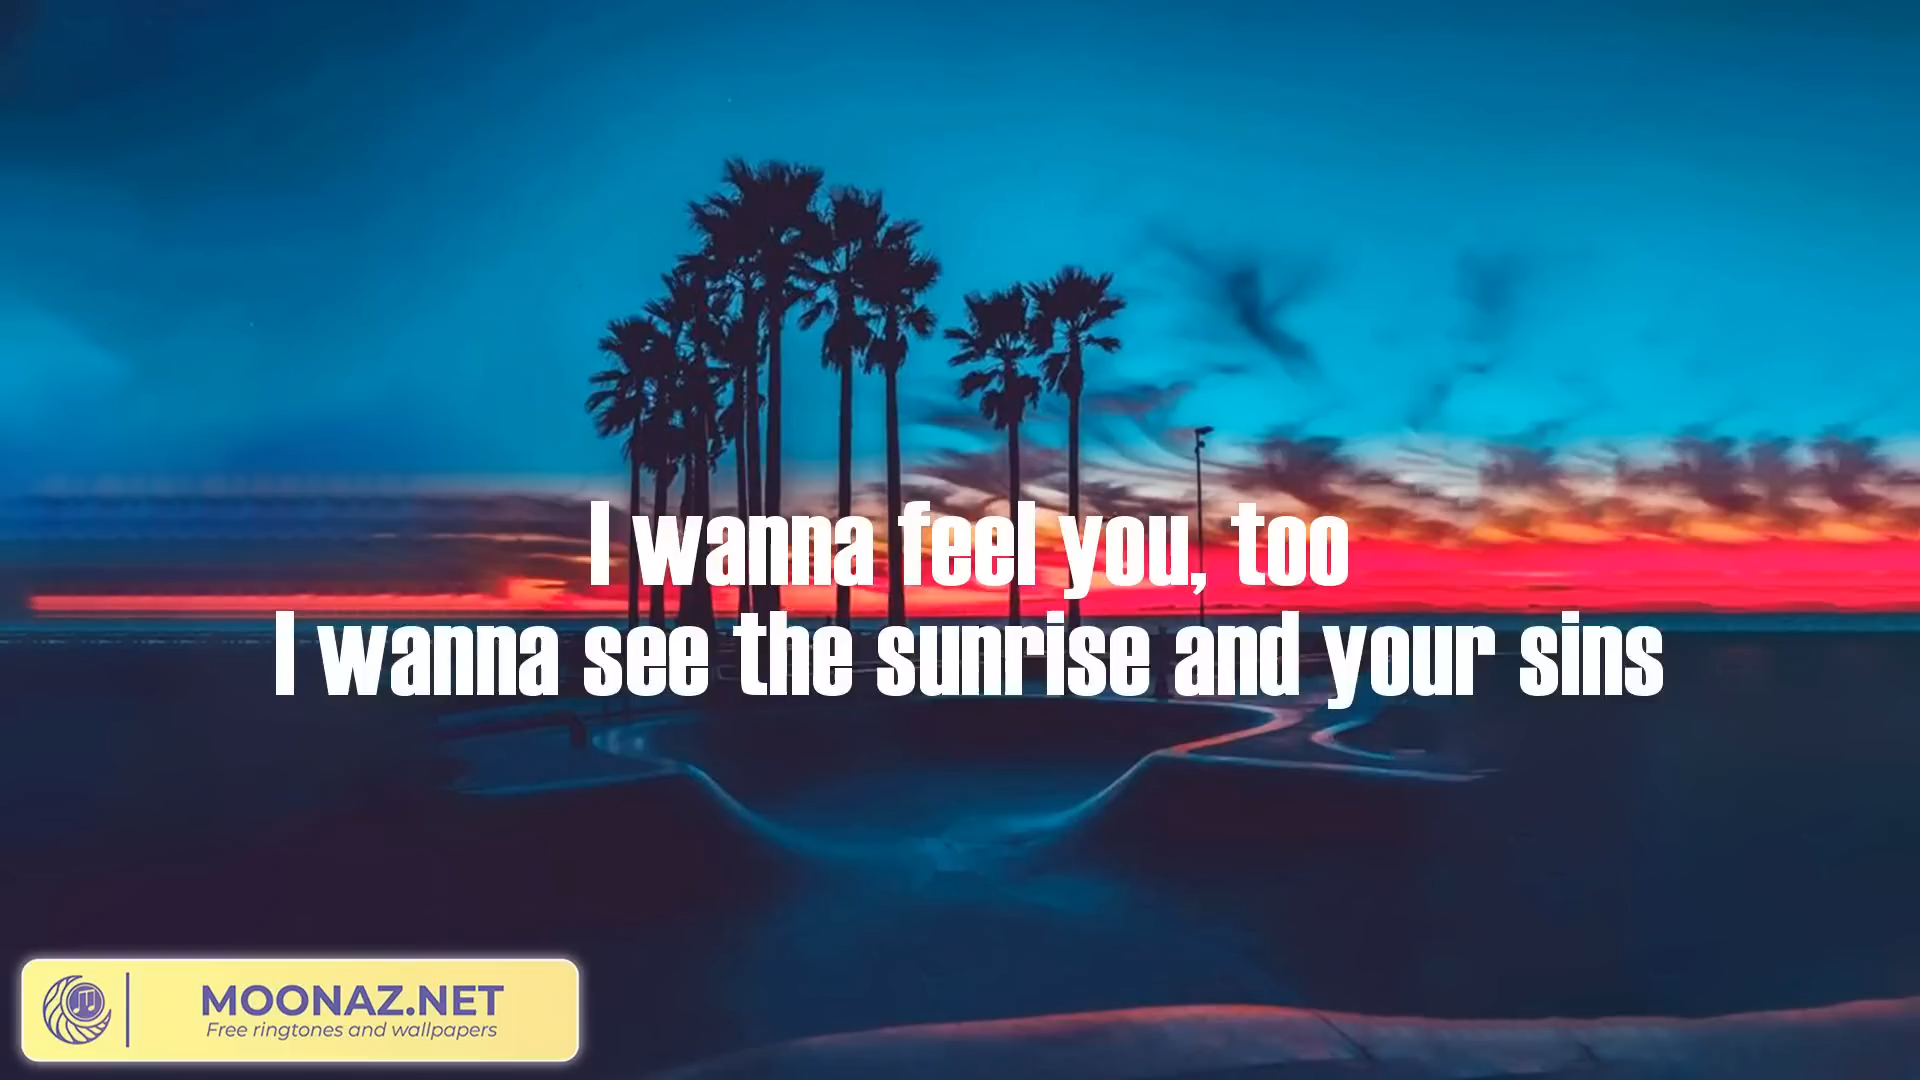 I wanna feel you, too
I wanna see the sunrise and your sins
MOONAZ.NET
Free ringtones and wallpapers